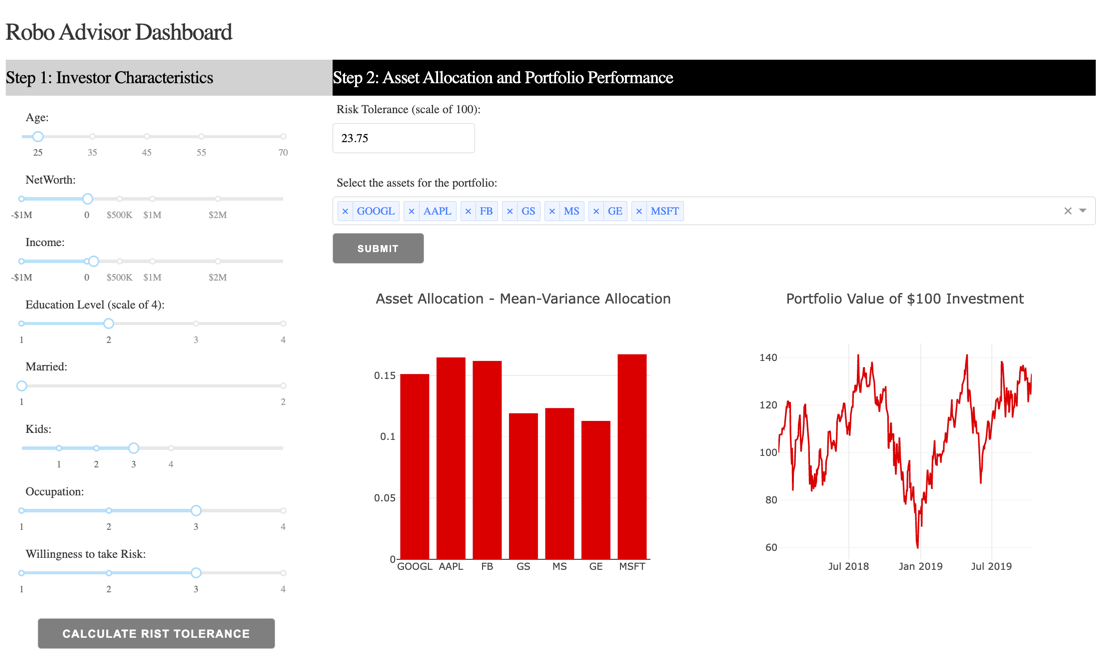 Robo Advisor Dashboard
Step 1: Investor Characteristics
Age:
25 35 45 55 70
NetWorth:
-$1M 0 $500K $1M $2M
Income:
-$1M 0 $500K $1M $2M
Education Level (scale of 4):
1 2 3 4
Married:
1 2
Kids:
1 2 3 4
Occupation:
1 2 3 4
Willingness to take Risk:
1 2 3 4
CALCULATE RIST TOLERANCE
Step 2: Asset Allocation and Portfolio Performance
Risk Tolerance (scale of 100):
23.75
Select the assets for the portfolio:
× GOOGL × AAPL × FB × GS × MS × GE × MSFT ×
SUBMIT
Asset Allocation - Mean-Variance Allocation
0.15
0.1
0.05
0
GOOGL AAPL FB GS MS GE MSFT
Portfolio Value of $100 Investment
140
120
100
80
60
Jul 2018 Jan 2019 Jul 2019